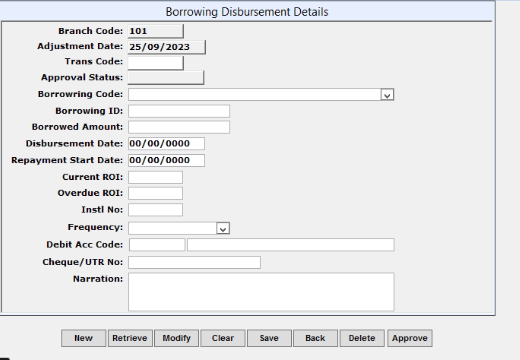 Borrowing Disbursement Details
Branch Code: 101
Adjustment Date: 25/09/2023
Trans Code:
Approval Status:
Borrowring Code:
Borrowing ID:
Borrowed Amount:
Disbursement Date: 00/00/0000
Repayment Start Date: 00/00/0000
Current ROI:
Overdue ROI:
Instl No:
Frequency:
Debit Acc Code:
Cheque/UTR No:
Narration:
New Retrieve Modify Clear Save Back Delete Approve